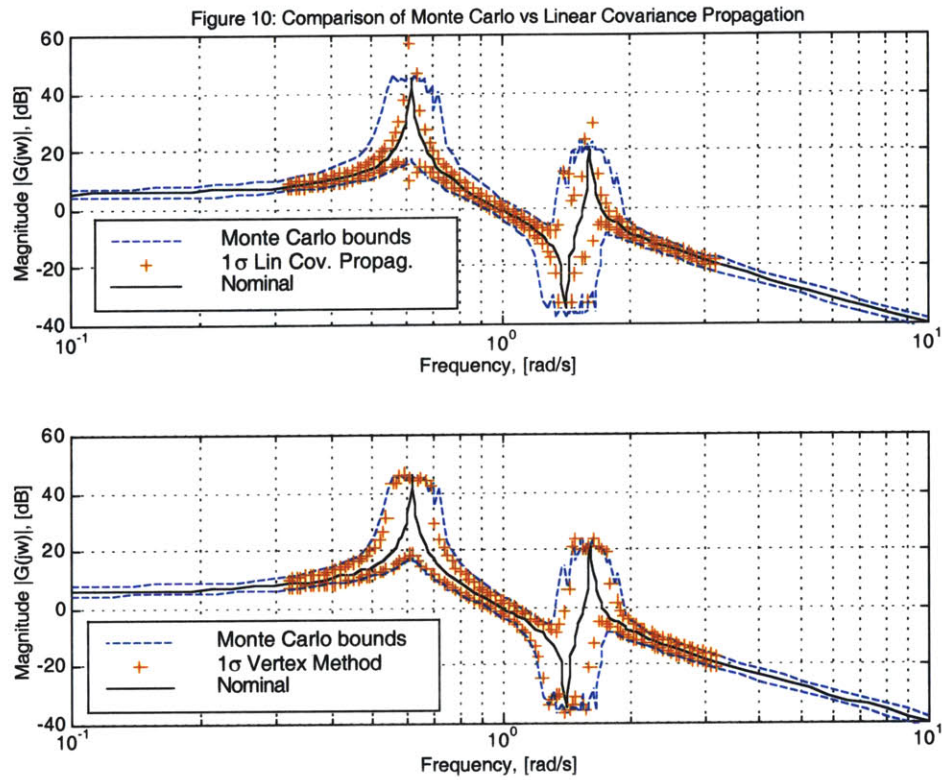 Figure 10: Comparison of Monte Carlo vs Linear Covariance Propagation
Magnitude |G(jw)|, [dB]
60
40
20
0
-20
-40
Monte Carlo bounds
1σ Lin Cov. Propag.
Nominal
10^-1
10^0
10^1
Frequency, [rad/s]
Magnitude |G(jw)|, [dB]
60
40
20
0
-20
-40
Monte Carlo bounds
1σ Vertex Method
Nominal
10^-1
10^0
10^1
Frequency, [rad/s]